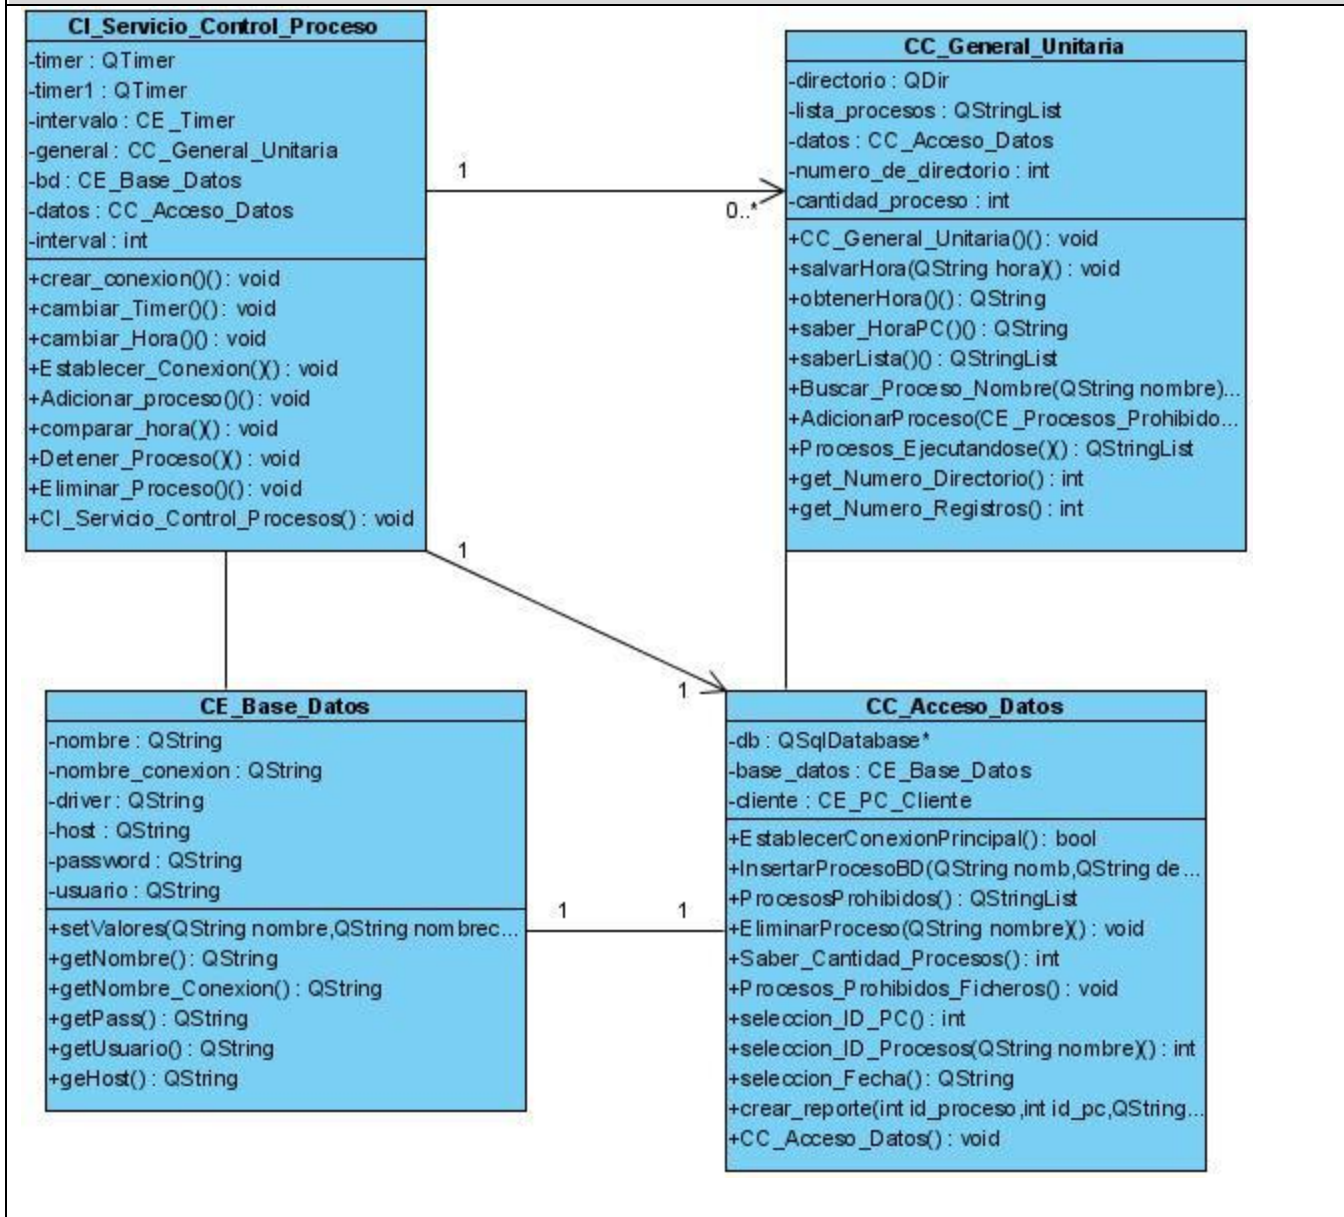 CI_Servicio_Control_Proceso
-timer : QTimer
-timer1 : QTimer
-intervalo : CE_Timer
-general : CC_General_Unitaria
-bd : CE_Base_Datos
-datos : CC_Acceso_Datos
-interval : int
+crear_conexion()() : void
+cambiar_Timer()() : void
+cambiar_Hora()() : void
+Establecer_Conexion()() : void
+Adicionar_proceso()() : void
+comparar_hora()() : void
+Detener_Proceso()() : void
+Eliminar_Proceso()() : void
+CI_Servicio_Control_Procesos() : void
1
0..*
CC_General_Unitaria
-directorio : QDir
-lista_procesos : QStringList
-datos : CC_Acceso_Datos
-numero_de_directorio : int
-cantidad_proceso : int
+CC_General_Unitaria()() : void
+salvarHora(QString hora)() : void
+obtenerHora()() : QString
+saber_HoraPC()() : QString
+saberLista()() : QStringList
+Buscar_Proceso_Nombre(QString nombre)...
+AdicionarProceso(CE_Procesos_Prohibido...
+Procesos_Ejecutandose()() : QStringList
+get_Numero_Directorio() : int
+get_Numero_Registros() : int
1
1
CE_Base_Datos
-nombre : QString
-nombre_conexion : QString
-driver : QString
-host : QString
-password : QString
-usuario : QString
+setValores(QString nombre,QString nombrec...
+getNombre() : QString
+getNombre_Conexion() : QString
+getPass() : QString
+getUsuario() : QString
+geHost() : QString
1 1
CC_Acceso_Datos
-db : QSqlDatabase*
-base_datos : CE_Base_Datos
-cliente : CE_PC_Cliente
+EstablecerConexionPrincipal() : bool
+InsertarProcesoBD(QString nomb,QString de...
+ProcesosProhibidos() : QStringList
+EliminarProceso(QString nombre)() : void
+Saber_Cantidad_Procesos() : int
+Procesos_Prohibidos_Ficheros() : void
+seleccion_ID_PC() : int
+seleccion_ID_Procesos(QString nombre)() : int
+seleccion_Fecha() : QString
+crear_reporte(int id_proceso,int id_pc,QString...
+CC_Acceso_Datos() : void